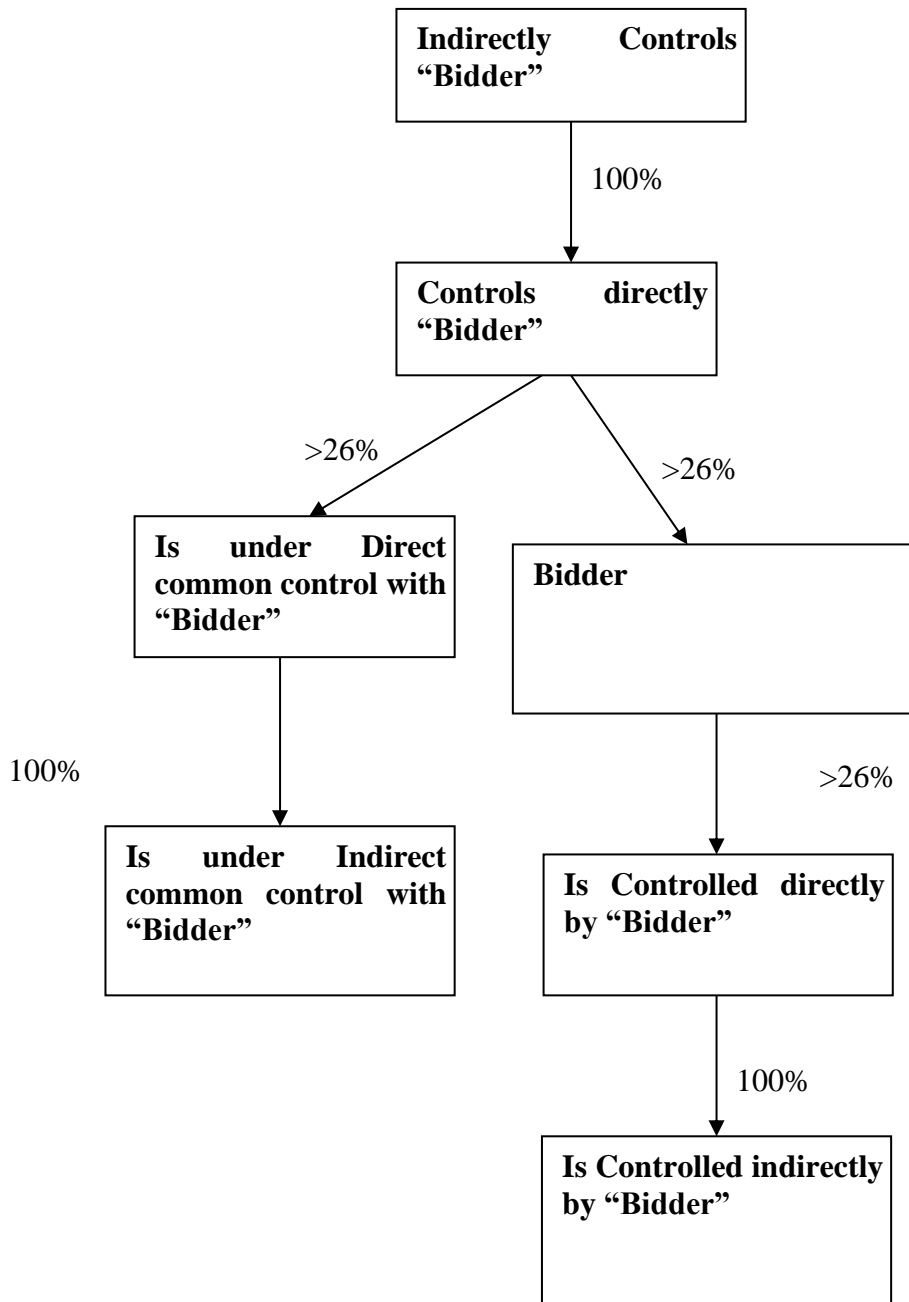 Indirectly Controls
“Bidder”
100%
Controls directly
“Bidder”
>26%
>26%
Is under Direct
common control with
“Bidder”
Bidder
100%
>26%
Is under Indirect
common control with
“Bidder”
Is Controlled directly
by “Bidder”
100%
Is Controlled indirectly
by “Bidder”